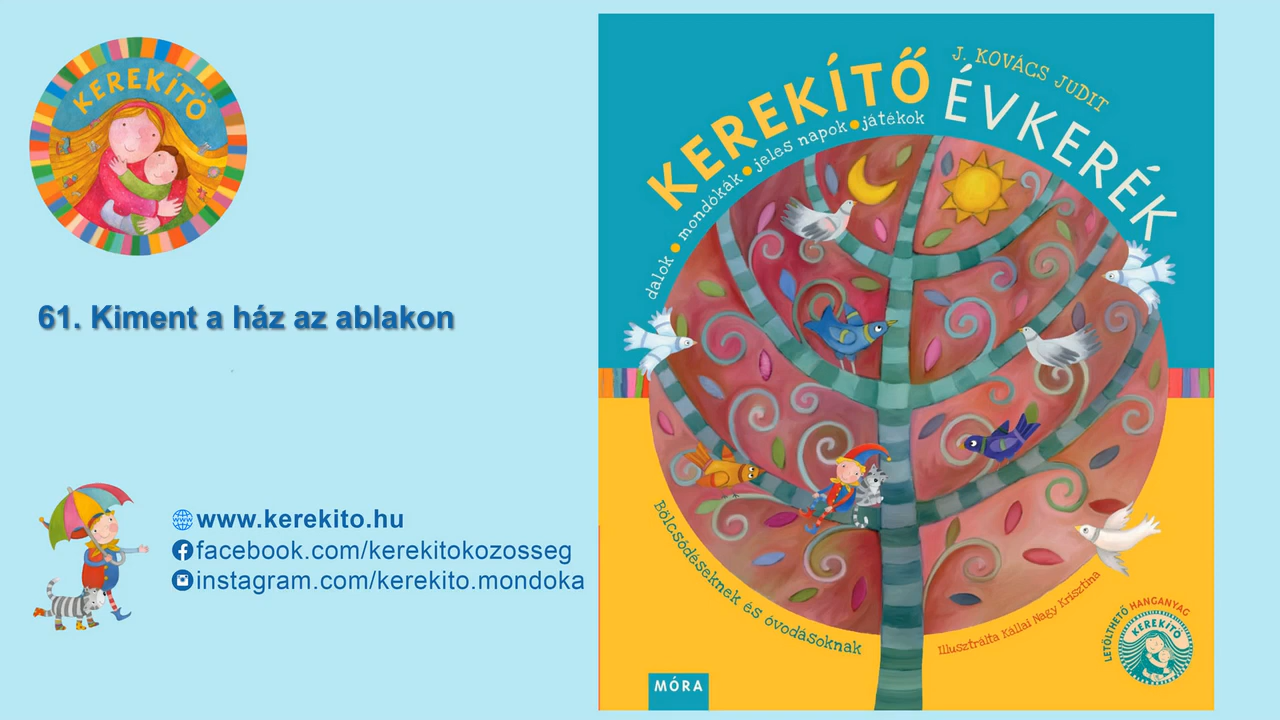 KEREKÍTŐ
61. Kiment a ház az ablakon
www.kerekito.hu
facebook.com/kerekitokozosseg
instagram.com/kerekito.mondoka
KEREKÍTŐ
J. KOVÁCS JUDIT
ÉVKERÉK
dalok • mondókák • jeles napok • játékok
Bölcsődéseknek és óvodásoknak
Illusztrálta Kállai Nagy Krisztina
LETÖLTHETŐ HANGANYAG
KEREKÍTŐ
MÓRA